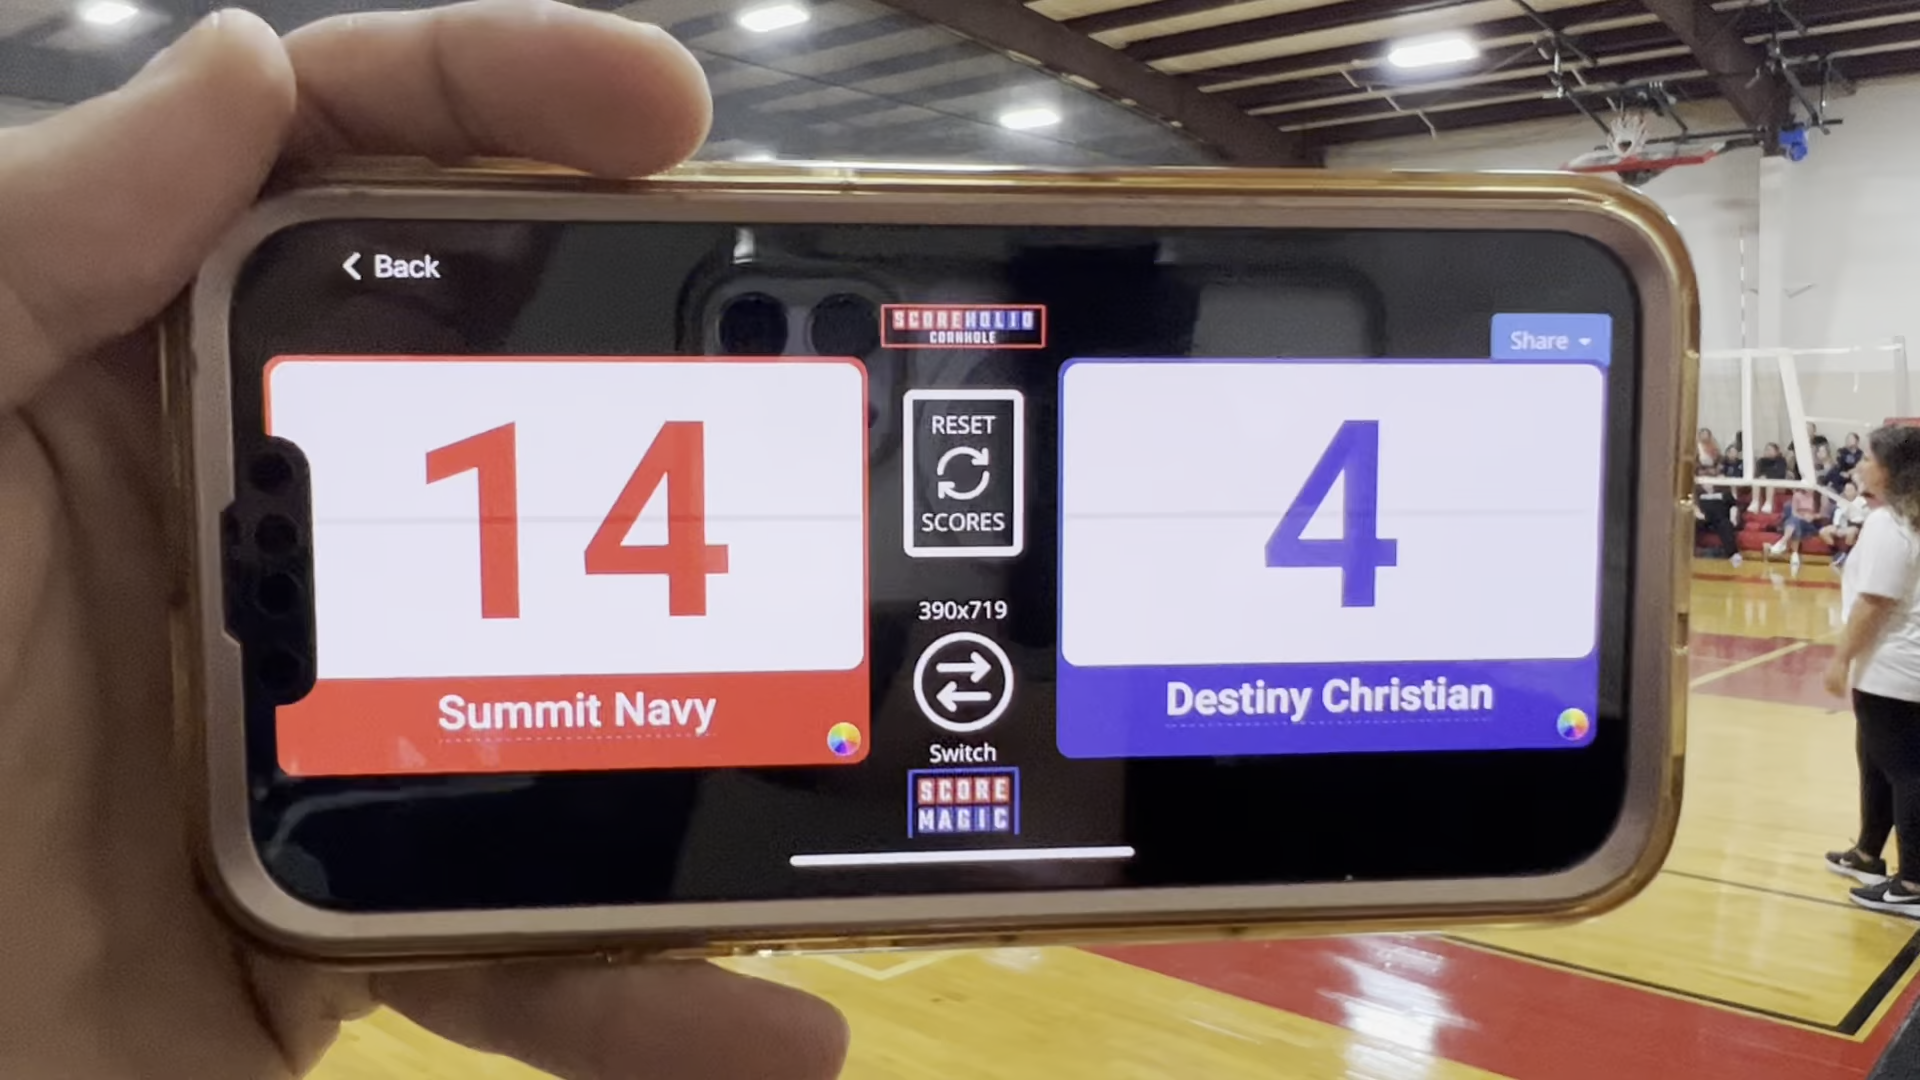 Back
SCOREHOLIO
CORNHOLE
Share
14
RESET
SCORES
4
390x719
Summit Navy
Destiny Christian
Switch
SCORE
MAGIC